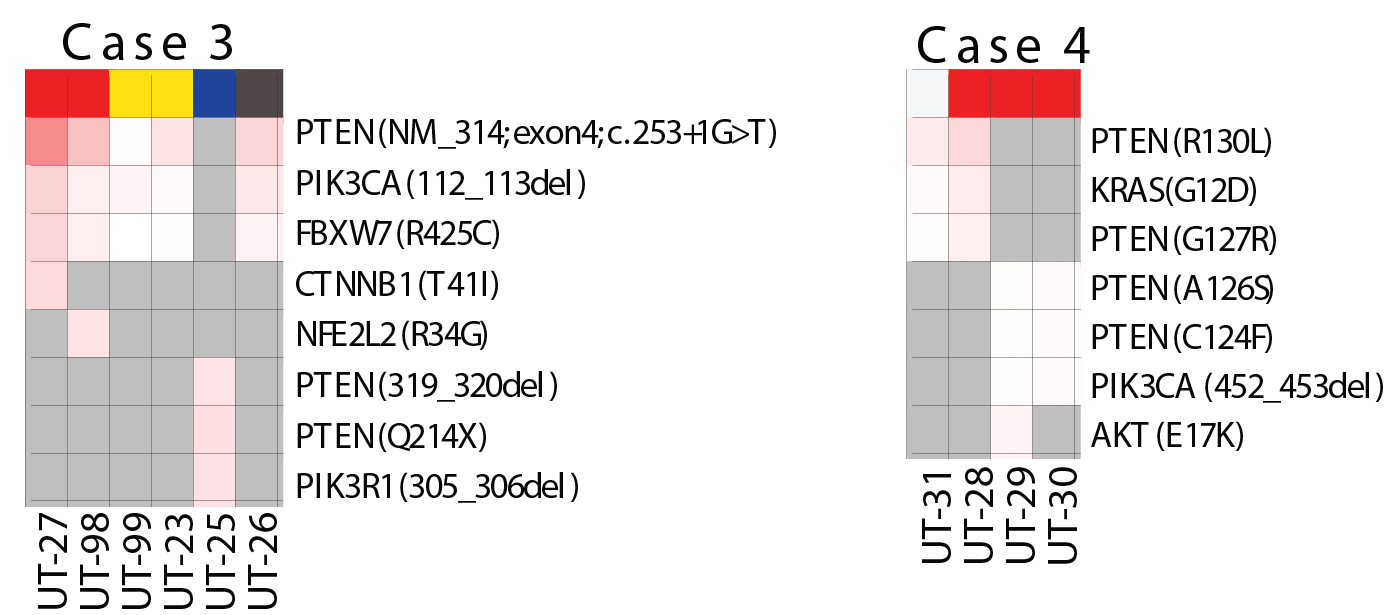 Case 3
PTEN(NM_314;exon4;c.253+1G>T)
PIK3CA(112_113del)
FBXW7(R425C)
CTNNB1(T41I)
NFE2L2(R34G)
PTEN(319_320del)
PTEN(Q214X)
PIK3R1(305_306del)
UT-27
UT-98
UT-99
UT-23
UT-25
UT-26
Case 4
PTEN(R130L)
KRAS(G12D)
PTEN(G127R)
PTEN(A126S)
PTEN(C124F)
PIK3CA (452_453del)
AKT (E17K)
UT-31
UT-28
UT-29
UT-30